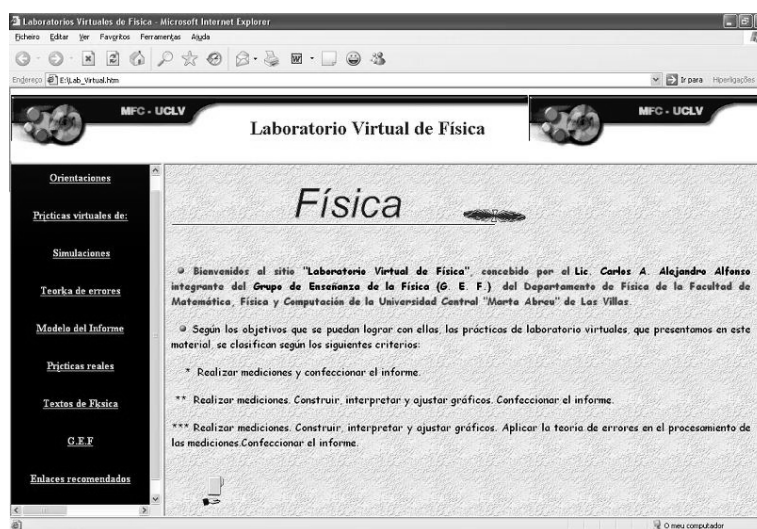 Laboratorios Virtuales de Física - Microsoft Internet Explorer
Ficheiro Editar Ver Favoritos Ferramentas Ajuda
Endereço E:\Lab_Virtual.htm Ir para Hiperligações
MFC - UCLV
Laboratorio Virtual de Física
MFC - UCLV
Orientaciones
Prjcticas virtuales de:
Simulaciones
Teorka de errores
Modelo del Informe
Prjcticas reales
Textos de Fksica
G.E.F
Enlaces recomendados
Física
Bienvenidos al sitio "Laboratorio Virtual de Física", concebido por el Lic. Carlos A. Alejandro Alfonso
integrante del Grupo de Enseñanza de la Física (G. E. F.) del Departamento de Física de la Facultad de
Matemática, Física y Computación de la Universidad Central "Marta Abreu" de Las Villas.
Según los objetivos que se puedan lograr con ellas, las prácticas de laboratorio virtuales, que presentamos en este
material, se clasifican según los siguientes criterios:
* Realizar mediciones y confeccionar el informe.
** Realizar mediciones. Construir, interpretar y ajustar gráficos. Confeccionar el informe.
*** Realizar mediciones. Construir, interpretar y ajustar gráficos. Aplicar la teoría de errores en el procesamiento de
las mediciones.Confeccionar el informe.
O meu computador